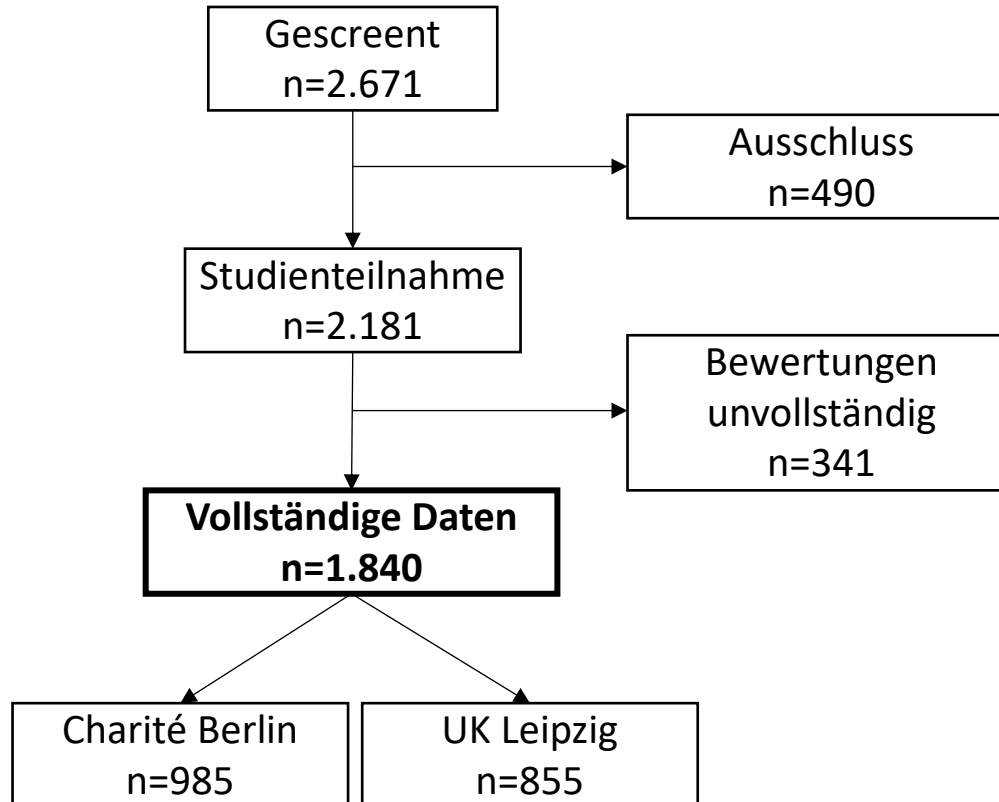 Gescreent
n=2.671
Ausschluss
n=490
Studienteilnahme
n=2.181
Bewertungen
unvollständig
n=341
Vollständige Daten
n=1.840
Charité Berlin
n=985
UK Leipzig
n=855